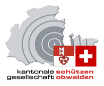 kantonale schützen
gesellschaft obwalden